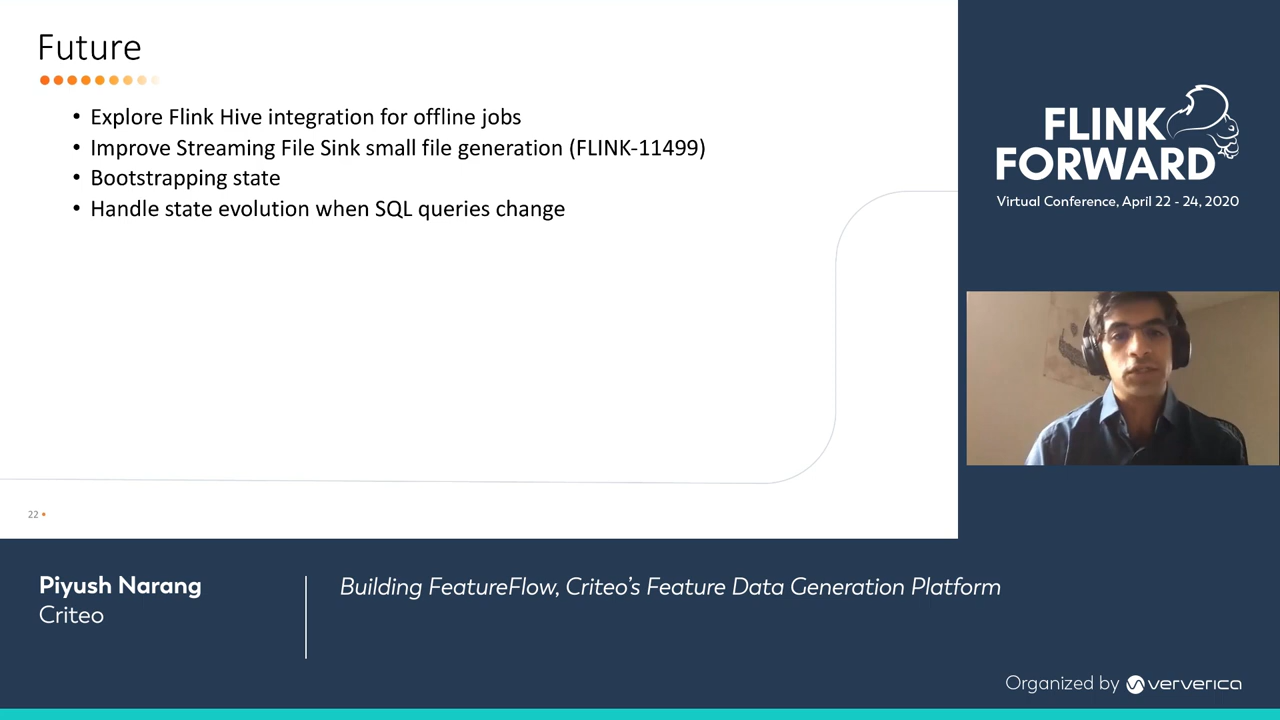 Future
• Explore Flink Hive integration for offline jobs
• Improve Streaming File Sink small file generation (FLINK-11499)
• Bootstrapping state
• Handle state evolution when SQL queries change
22
FLINK
FORWARD
Virtual Conference, April 22 - 24, 2020
Piyush Narang
Criteo
Building FeatureFlow, Criteo’s Feature Data Generation Platform
Organized by ververica